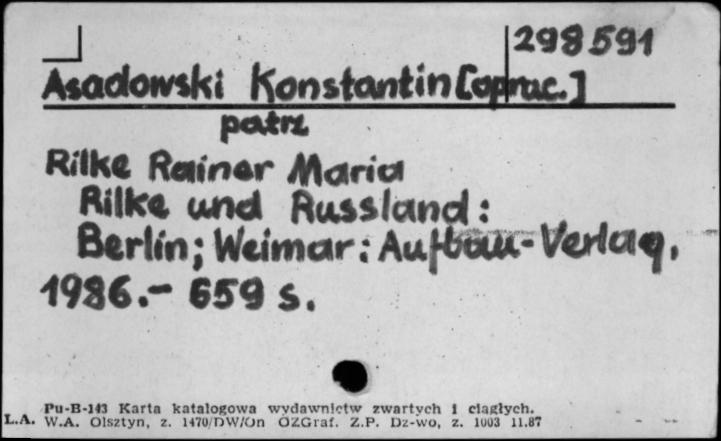 298591
Asadowski Konstantin [oprac.]
patrz
Rilke Rainer Maria
Rilke und Russland:
Berlin; Weimar: Aufbau-Verlag,
1986.- 659 s.
Pu-B-143 Karta katalogowa wydawnictw zwartych i ciągłych.
L.A. W.A. Olsztyn, z. 1470/DW/On OZGraf. Z.P. Dz-wo, z. 1003 11.87